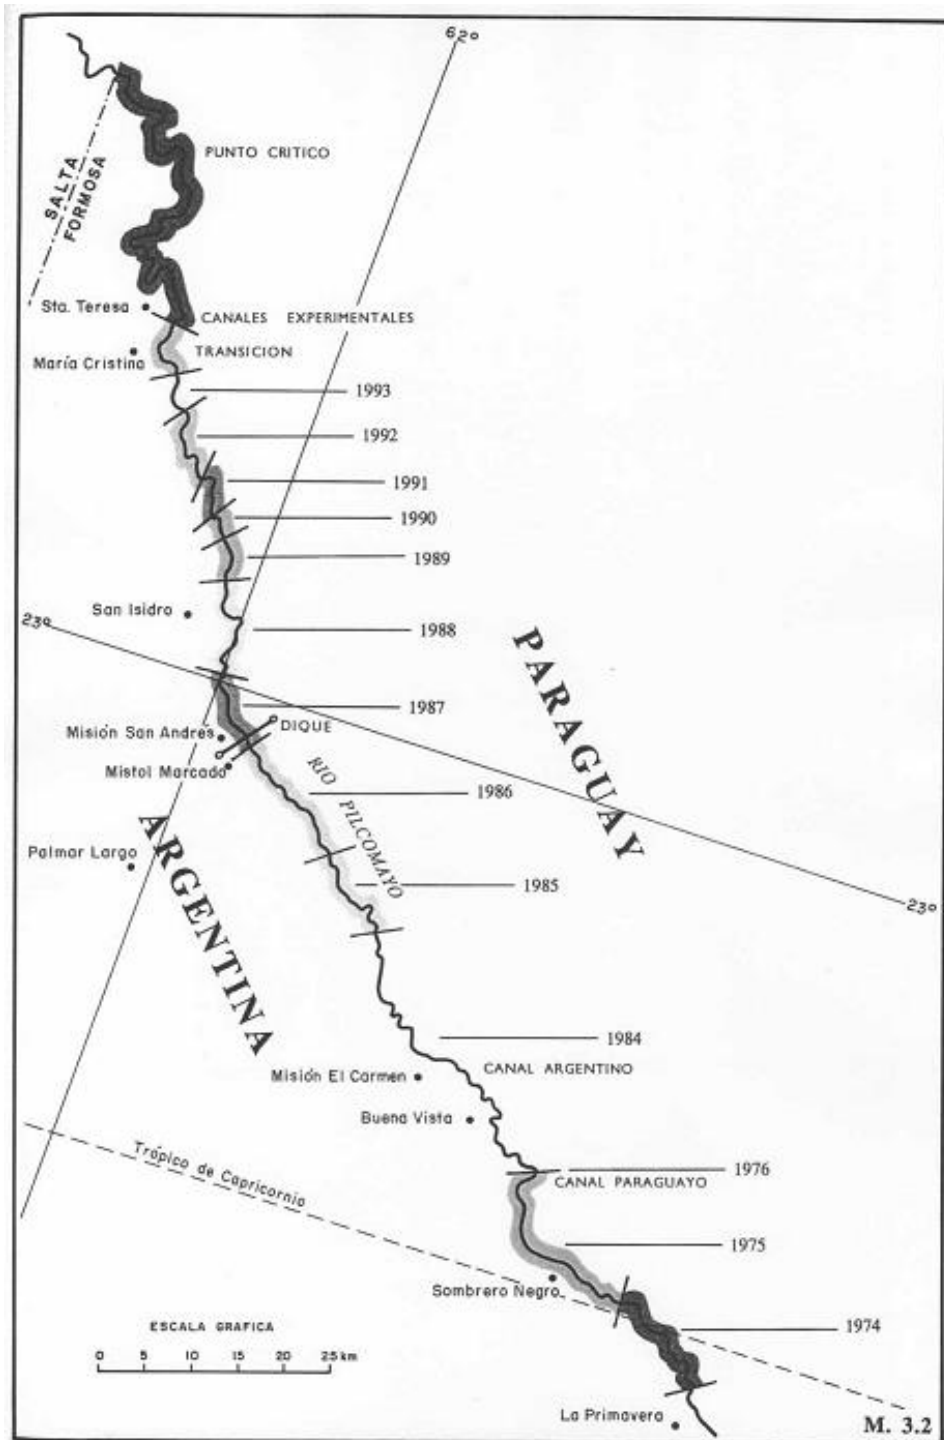 62º
PUNTO CRITICO
SALTA
FORMOSA
Sta. Teresa
CANALES EXPERIMENTALES
TRANSICION
María Cristina
1993
1992
1991
1990
1989
San Isidro
23º
1988
PARAGUAY
1987
Misión San Andrés
DIQUE
Mistol Marcado
RIO PILCOMAYO
1986
ARGENTINA
Palmar Largo
1985
23º
1984
CANAL ARGENTINO
Misión El Carmen
Buena Vista
Trópico de Capricornio
1976
CANAL PARAGUAYO
1975
Sombrero Negro
ESCALA GRAFICA
1974
0 5 10 15 20 25 km
La Primavera
M. 3.2